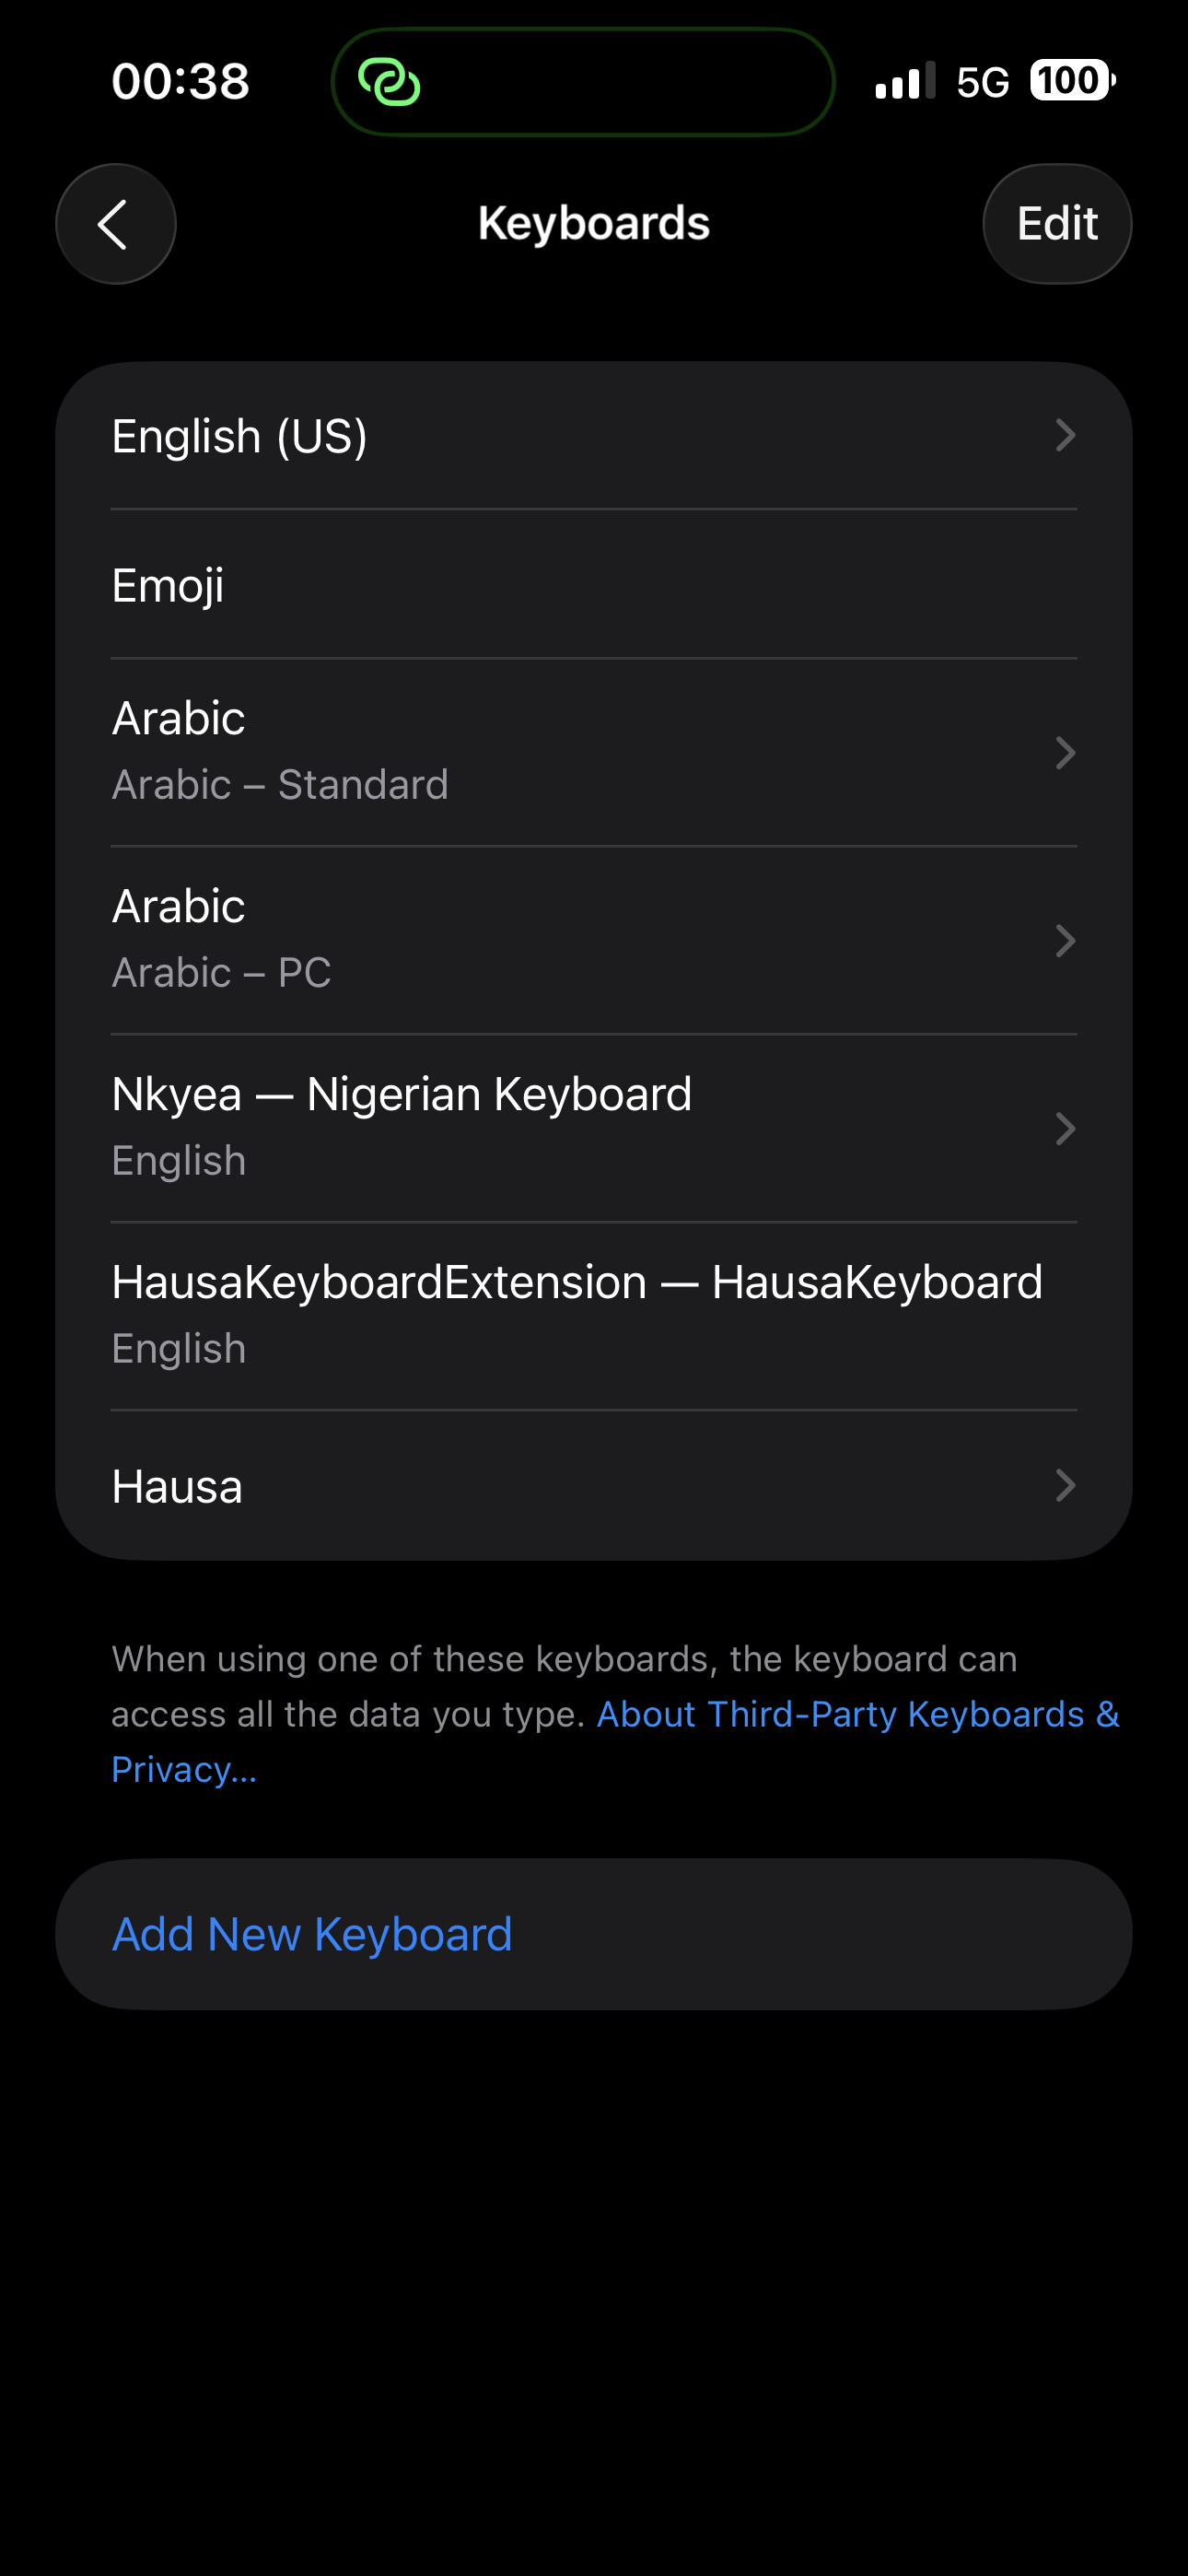 00:38
5G
100
Keyboards
Edit
English (US)
Emoji
Arabic
Arabic – Standard
Arabic
Arabic – PC
Nkyea — Nigerian Keyboard
English
HausaKeyboardExtension — HausaKeyboard
English
Hausa
When using one of these keyboards, the keyboard can
access all the data you type. About Third-Party Keyboards &
Privacy...
Add New Keyboard